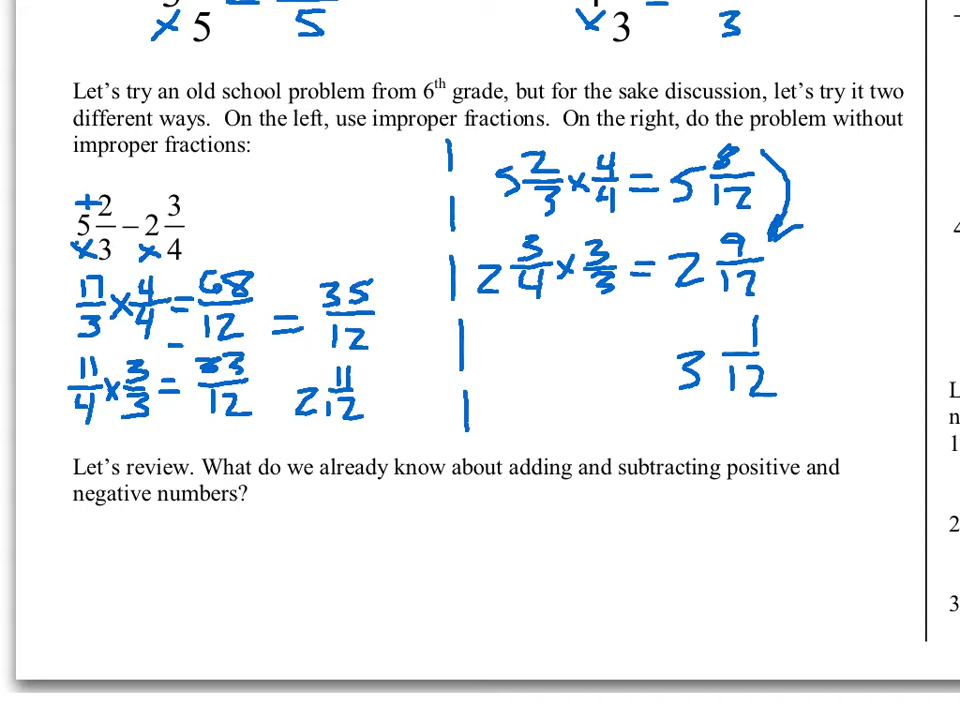 × 5 = 5 × 3 = 3
Let's try an old school problem from 6th grade, but for the sake discussion, let's try it two
different ways. On the left, use improper fractions. On the right, do the problem without
improper fractions:
5 2/3 × 4/4 = 5 8/12
+
5 2/3 − 2 3/4
× ×
2 3/4 × 3/3 = 2 9/12
17/3 × 4/4 = 68/12 = 35/12
−
3 1/12
11/4 × 3/3 = 33/12 2 11/12
Let's review. What do we already know about adding and subtracting positive and
negative numbers?
4
L
n
1
2
3